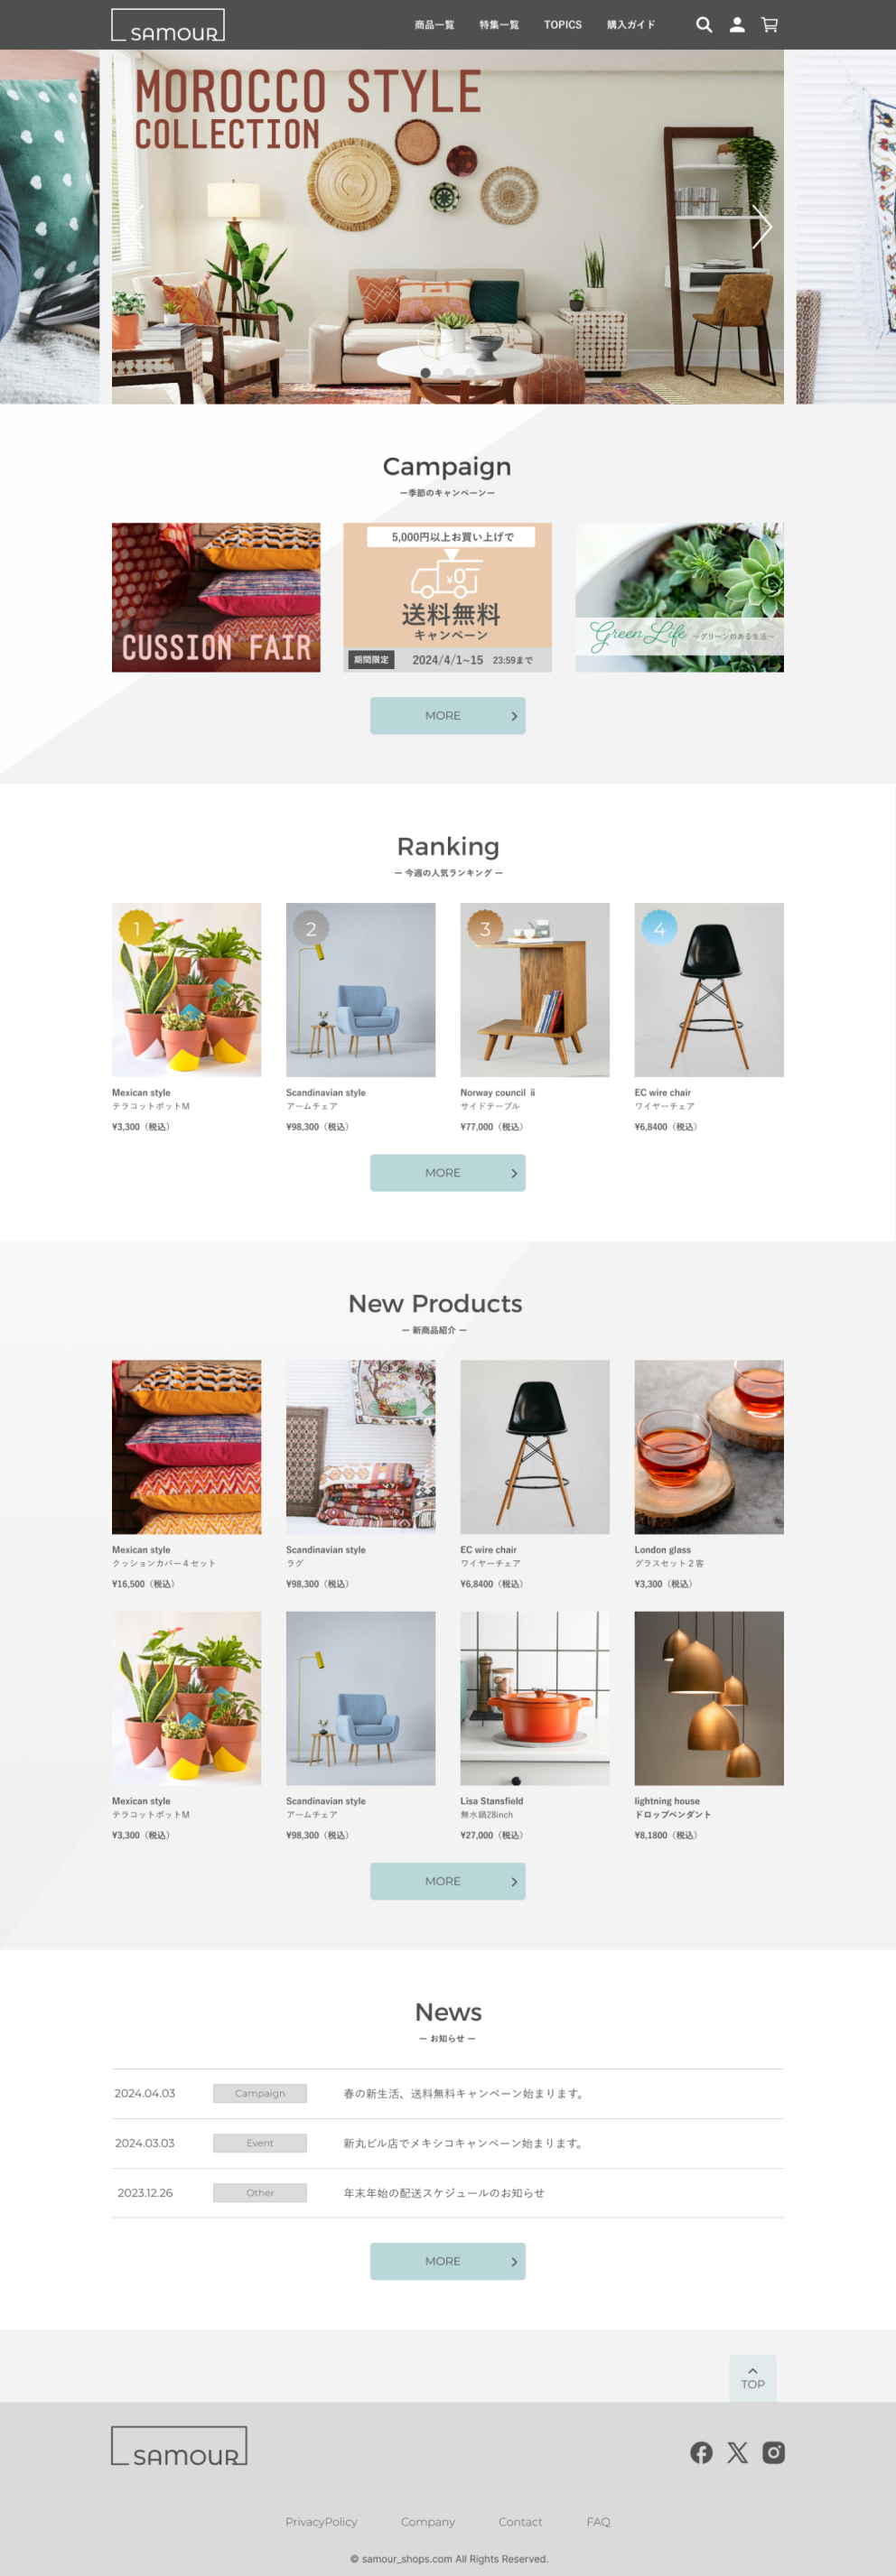 SAMOUR
商品一覧 特集一覧 TOPICS 購入ガイド
MOROCCO STYLE
COLLECTION
Campaign
ー季節のキャンペーンー
CUSSION FAIR
5,000円以上お買い上げで
¥0
送料無料
キャンペーン
期間限定 2024/4/1~15 23:59まで
Green Life ～グリーンのある生活～
MORE
Ranking
ー 今週の人気ランキング ー
1 2 3 4
Mexican style
テラコットポットM
¥3,300（税込）
Scandinavian style
アームチェア
¥98,300（税込）
Norway council ii
サイドテーブル
¥77,000（税込）
EC wire chair
ワイヤーチェア
¥6,8400（税込）
MORE
New Products
ー 新商品紹介 ー
Mexican style
クッションカバー４セット
¥16,500（税込）
Scandinavian style
ラグ
¥98,300（税込）
EC wire chair
ワイヤーチェア
¥6,8400（税込）
London glass
グラスセット２客
¥3,300（税込）
Mexican style
テラコットポットM
¥3,300（税込）
Scandinavian style
アームチェア
¥98,300（税込）
Lisa Stansfield
無水鍋28inch
¥27,000（税込）
lightning house
ドロップペンダント
¥8,1800（税込）
MORE
News
ー お知らせ ー
2024.04.03 Campaign 春の新生活、送料無料キャンペーン始まります。
2024.03.03 Event 新丸ビル店でメキシコキャンペーン始まります。
2023.12.26 Other 年末年始の配送スケジュールのお知らせ
MORE
TOP
SAMOUR
PrivacyPolicy Company Contact FAQ
© samour_shops.com All Rights Reserved.